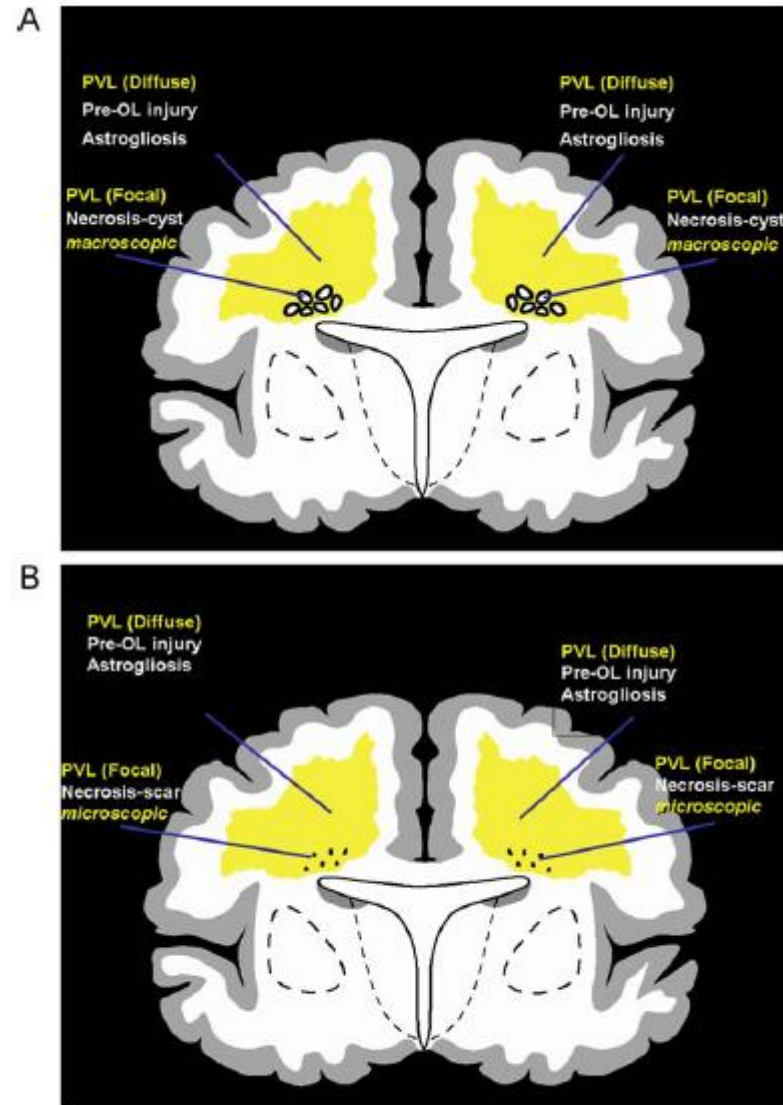 A
PVL (Diffuse)
Pre-OL injury
Astrogliosis
PVL (Diffuse)
Pre-OL injury
Astrogliosis
PVL (Focal)
Necrosis-cyst
macroscopic
PVL (Focal)
Necrosis-cyst
macroscopic
B
PVL (Diffuse)
Pre-OL injury
Astrogliosis
PVL (Diffuse)
Pre-OL injury
Astrogliosis
PVL (Focal)
Necrosis-scar
microscopic
PVL (Focal)
Necrosis-scar
microscopic